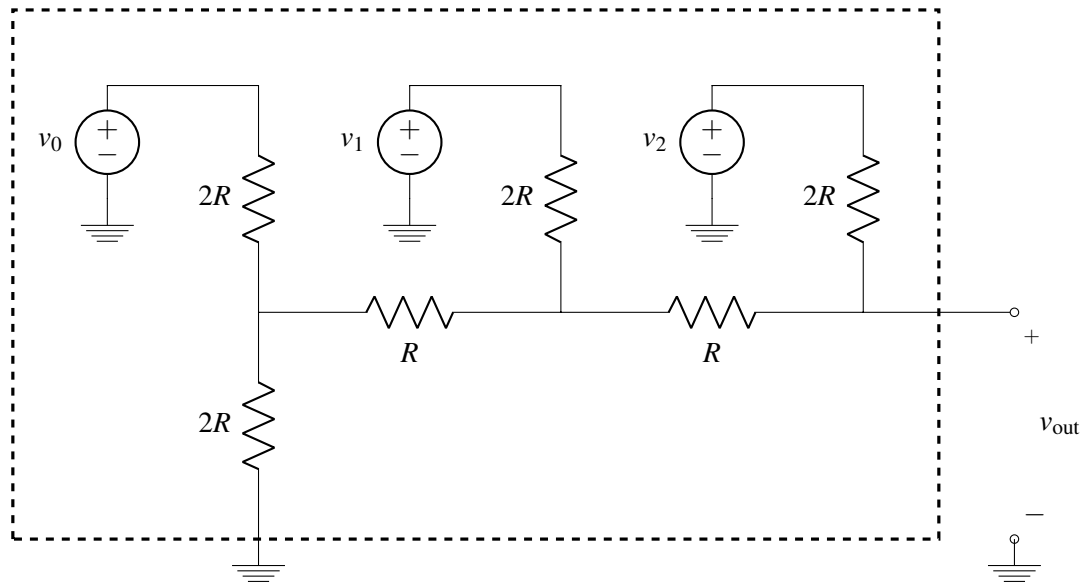 v0 + − v1 + − v2 + −
2R 2R 2R
R R
+
2R
vout
−